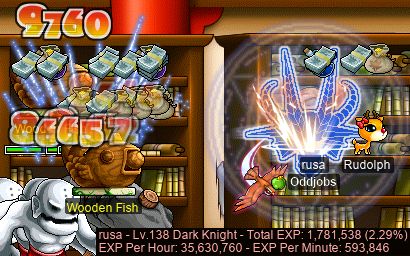 9760
rusa
Rudolph
Oddjobs
Wooden Fish
rusa - Lv.138 Dark Knight - Total EXP: 1,781,538 (2.29%)
EXP Per Hour: 35,630,760 - EXP Per Minute: 593,846